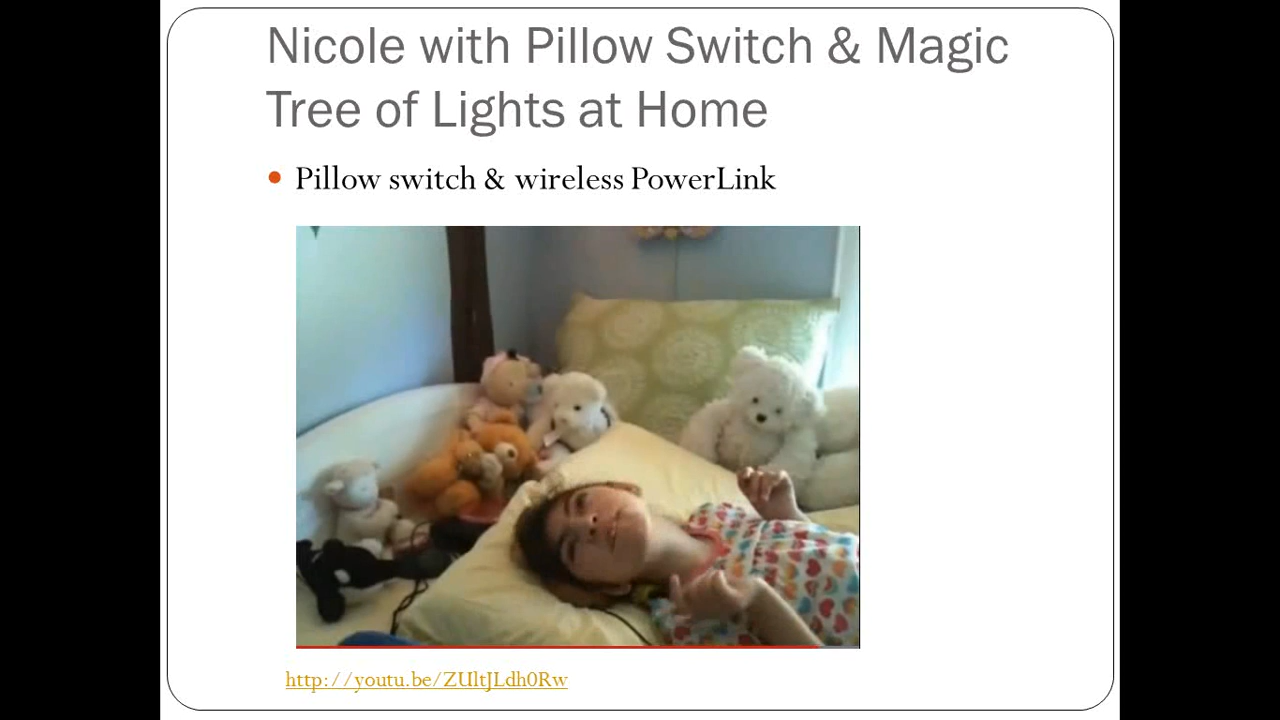 Nicole with Pillow Switch & Magic
Tree of Lights at Home
Pillow switch & wireless PowerLink
http://youtu.be/ZUltJLdh0Rw